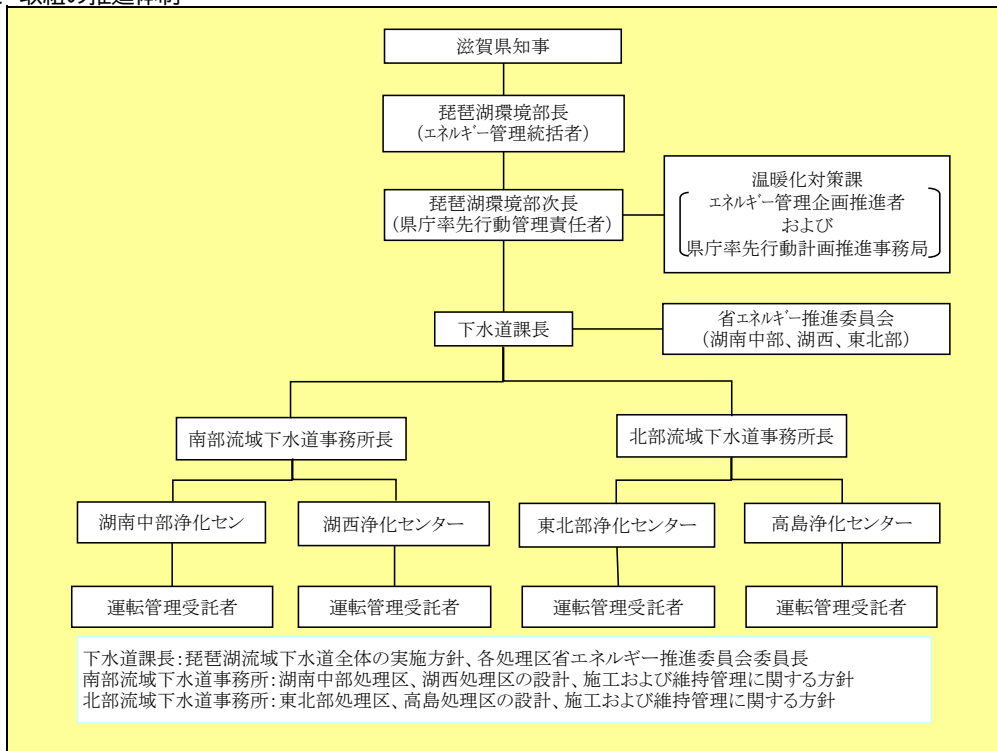 取組の推進体制
滋賀県知事
琵琶湖環境部長
(エネルギー管理統括者)
琵琶湖環境部次長
(県庁率先行動管理責任者)
温暖化対策課
エネルギー管理企画推進者
および
県庁率先行動計画推進事務局
下水道課長
省エネルギー推進委員会
(湖南中部、湖西、東北部)
南部流域下水道事務所長
北部流域下水道事務所長
湖南中部浄化セン
湖西浄化センター
東北部浄化センター
高島浄化センター
運転管理受託者
運転管理受託者
運転管理受託者
運転管理受託者
下水道課長:琵琶湖流域下水道全体の実施方針、各処理区省エネルギー推進委員会委員長
南部流域下水道事務所:湖南中部処理区、湖西処理区の設計、施工および維持管理に関する方針
北部流域下水道事務所:東北部処理区、高島処理区の設計、施工および維持管理に関する方針